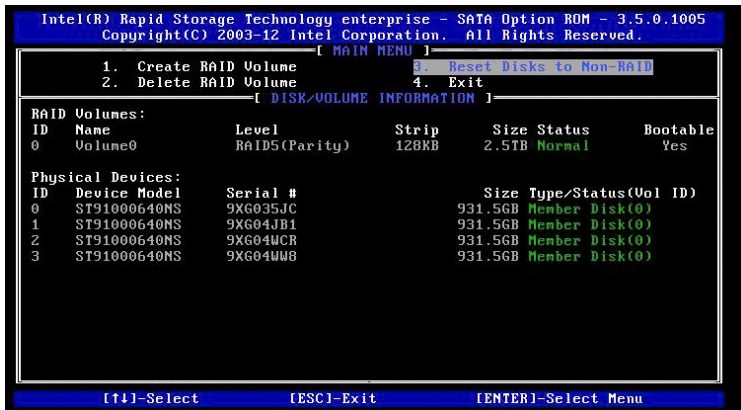 Intel(R) Rapid Storage Technology enterprise - SATA Option ROM - 3.5.0.1005
Copyright(C) 2003-12 Intel Corporation. All Rights Reserved.
[ MAIN MENU ]
1. Create RAID Volume 3. Reset Disks to Non-RAID
2. Delete RAID Volume 4. Exit
[ DISK/VOLUME INFORMATION ]
RAID Volumes:
ID Name Level Strip Size Status Bootable
0 Volume0 RAID5(Parity) 128KB 2.5TB Normal Yes
Physical Devices:
ID Device Model Serial # Size Type/Status(Vol ID)
0 ST91000640NS 9XG035JC 931.5GB Member Disk(0)
1 ST91000640NS 9XG04JB1 931.5GB Member Disk(0)
2 ST91000640NS 9XG04WCR 931.5GB Member Disk(0)
3 ST91000640NS 9XG04WW8 931.5GB Member Disk(0)
[↑↓]-Select [ESC]-Exit [ENTER]-Select Menu